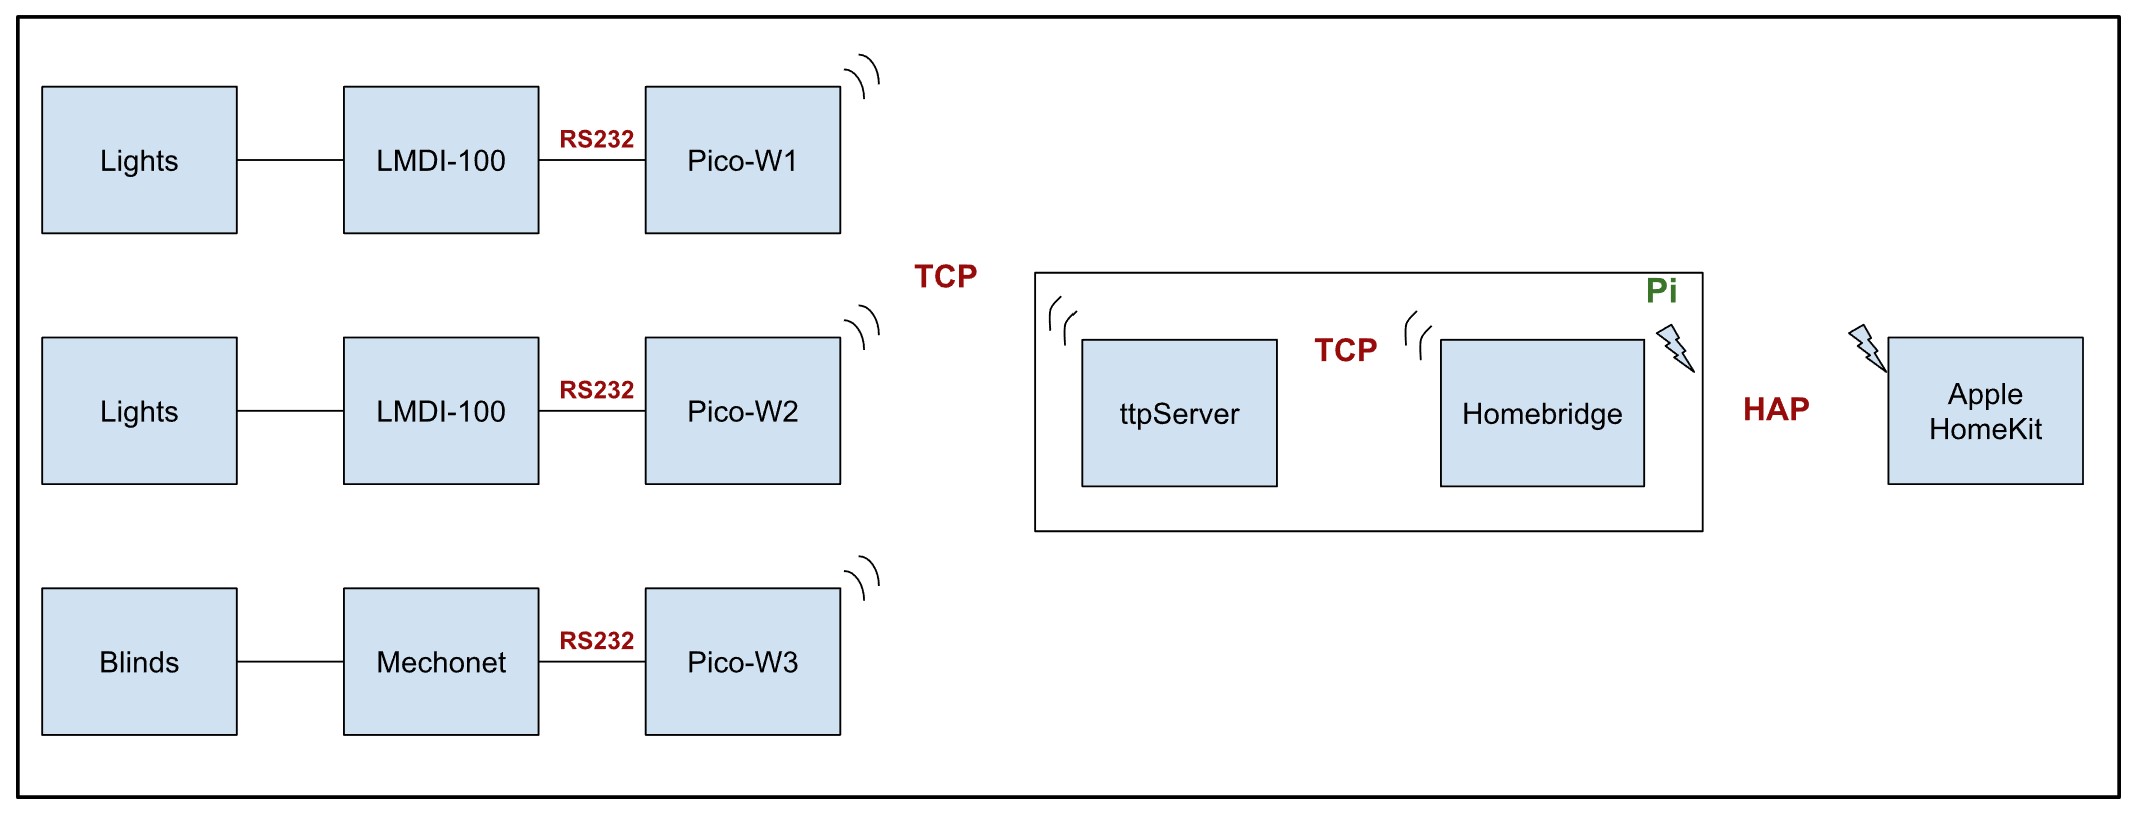 Lights
LMDI-100
RS232
Pico-W1
TCP
Lights
LMDI-100
RS232
Pico-W2
Pi
ttpServer
TCP
Homebridge
HAP
Apple
HomeKit
Blinds
Mechonet
RS232
Pico-W3